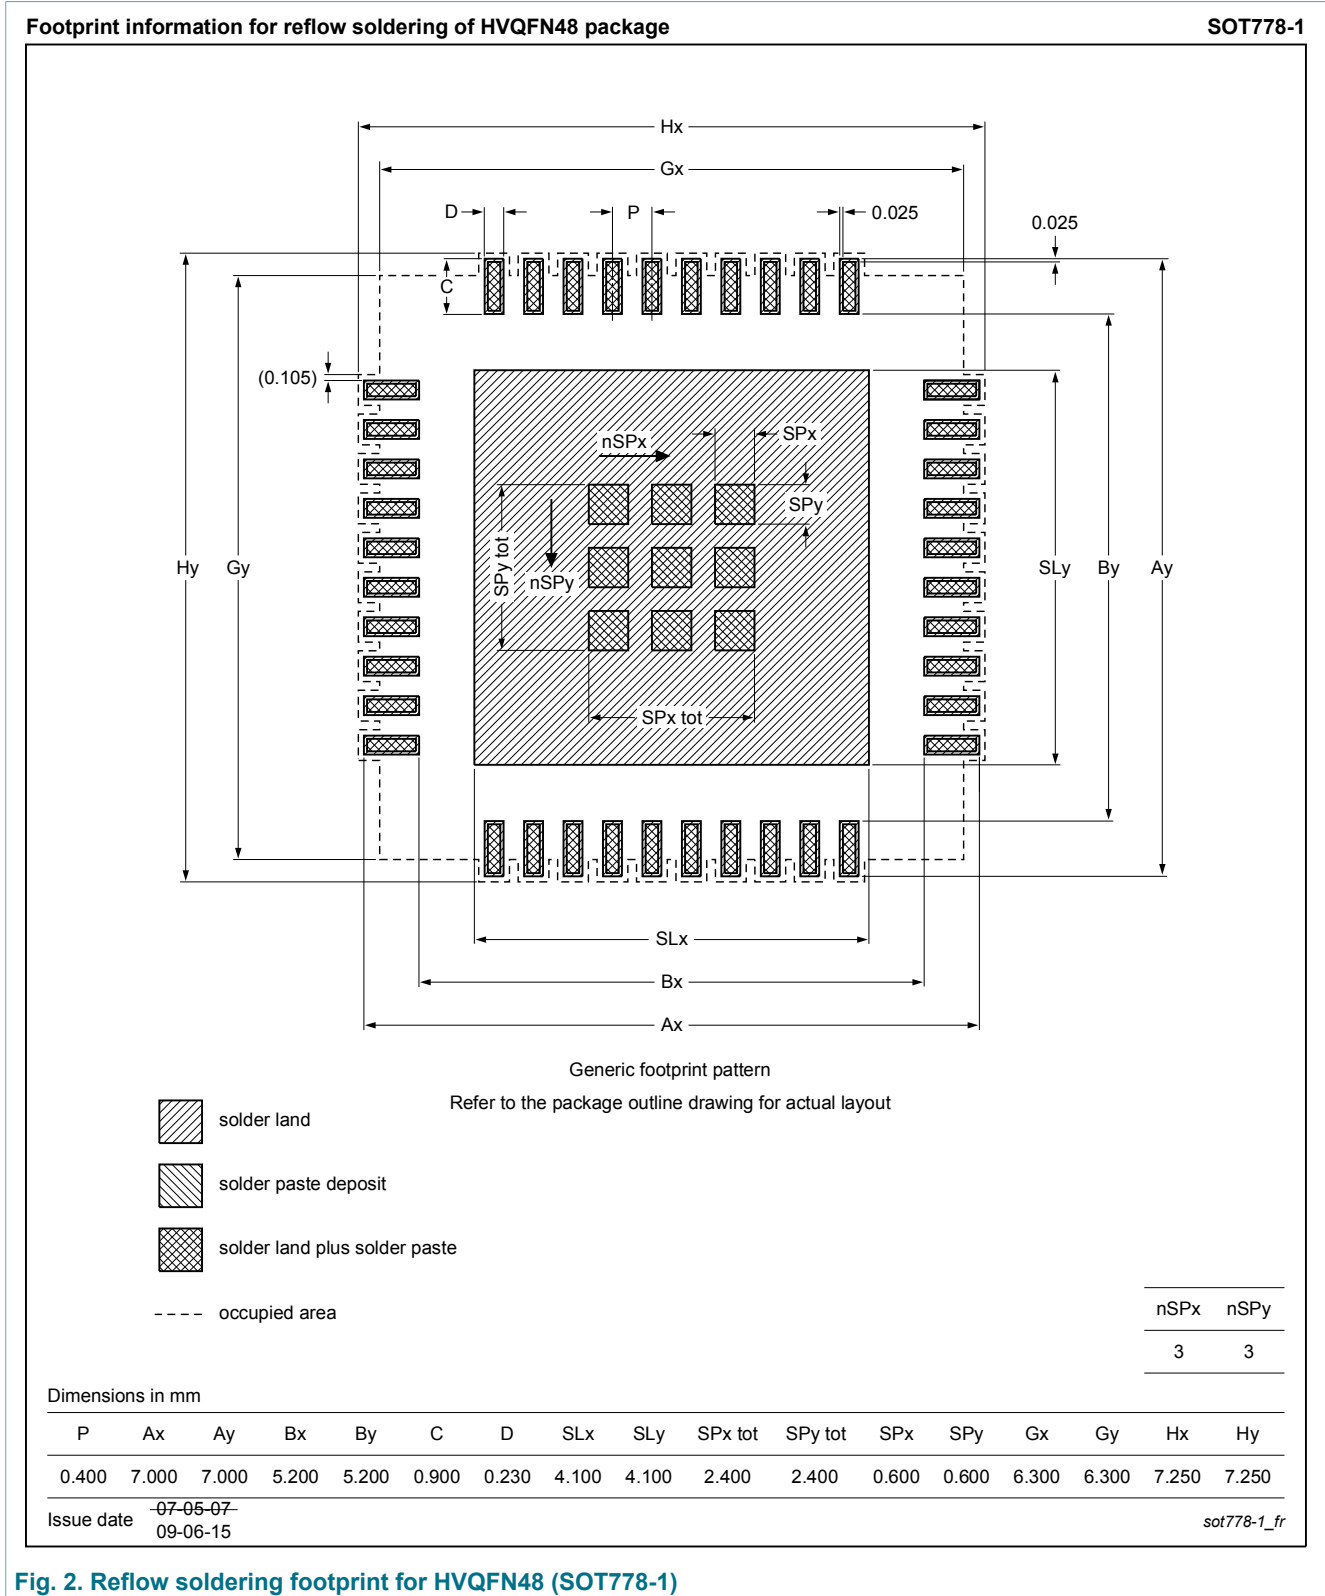 Footprint information for reflow soldering of HVQFN48 package SOT778-1
Hx
Gx
D P 0.025
0.025
C
(0.105)
nSPx SPx
SPy
SPy tot
nSPy
Hy Gy SLy By Ay
SPx tot
SLx
Bx
Ax
Generic footprint pattern
Refer to the package outline drawing for actual layout
solder land
solder paste deposit
solder land plus solder paste
occupied area
nSPx nSPy
3 3
Dimensions in mm
P Ax Ay Bx By C D SLx SLy SPx tot SPy tot SPx SPy Gx Gy Hx Hy
0.400 7.000 7.000 5.200 5.200 0.900 0.230 4.100 4.100 2.400 2.400 0.600 0.600 6.300 6.300 7.250 7.250
Issue date 07-05-07
09-06-15
sot778-1_fr
Fig. 2. Reflow soldering footprint for HVQFN48 (SOT778-1)